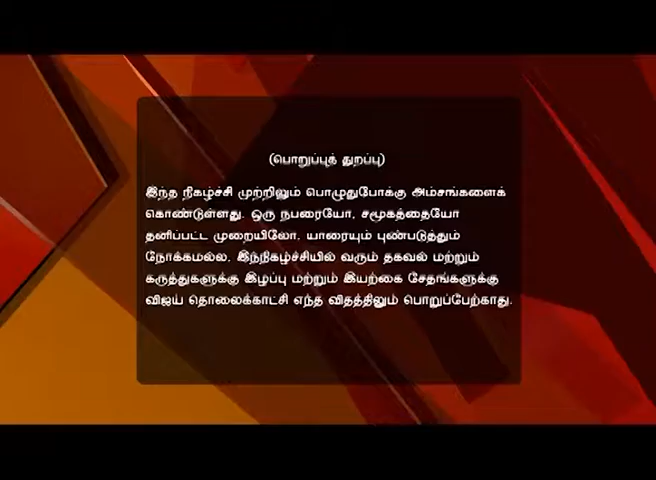 (பொறுப்புத் துறப்பு)
இந்த நிகழ்ச்சி முற்றிலும் பொழுதுபோக்கு அம்சங்களைக்
கொண்டுள்ளது. ஒரு நபரையோ, சமூகத்தையோ
தனிப்பட்ட முறையிலோ, யாரையும் புண்படுத்தும்
நோக்கமல்ல. இந்நிகழ்ச்சியில் வரும் தகவல் மற்றும்
கருத்துகளுக்கு இழப்பு மற்றும் இயற்கை சேதங்களுக்கு
விஜய் தொலைக்காட்சி எந்த விதத்திலும் பொறுப்பேற்காது.